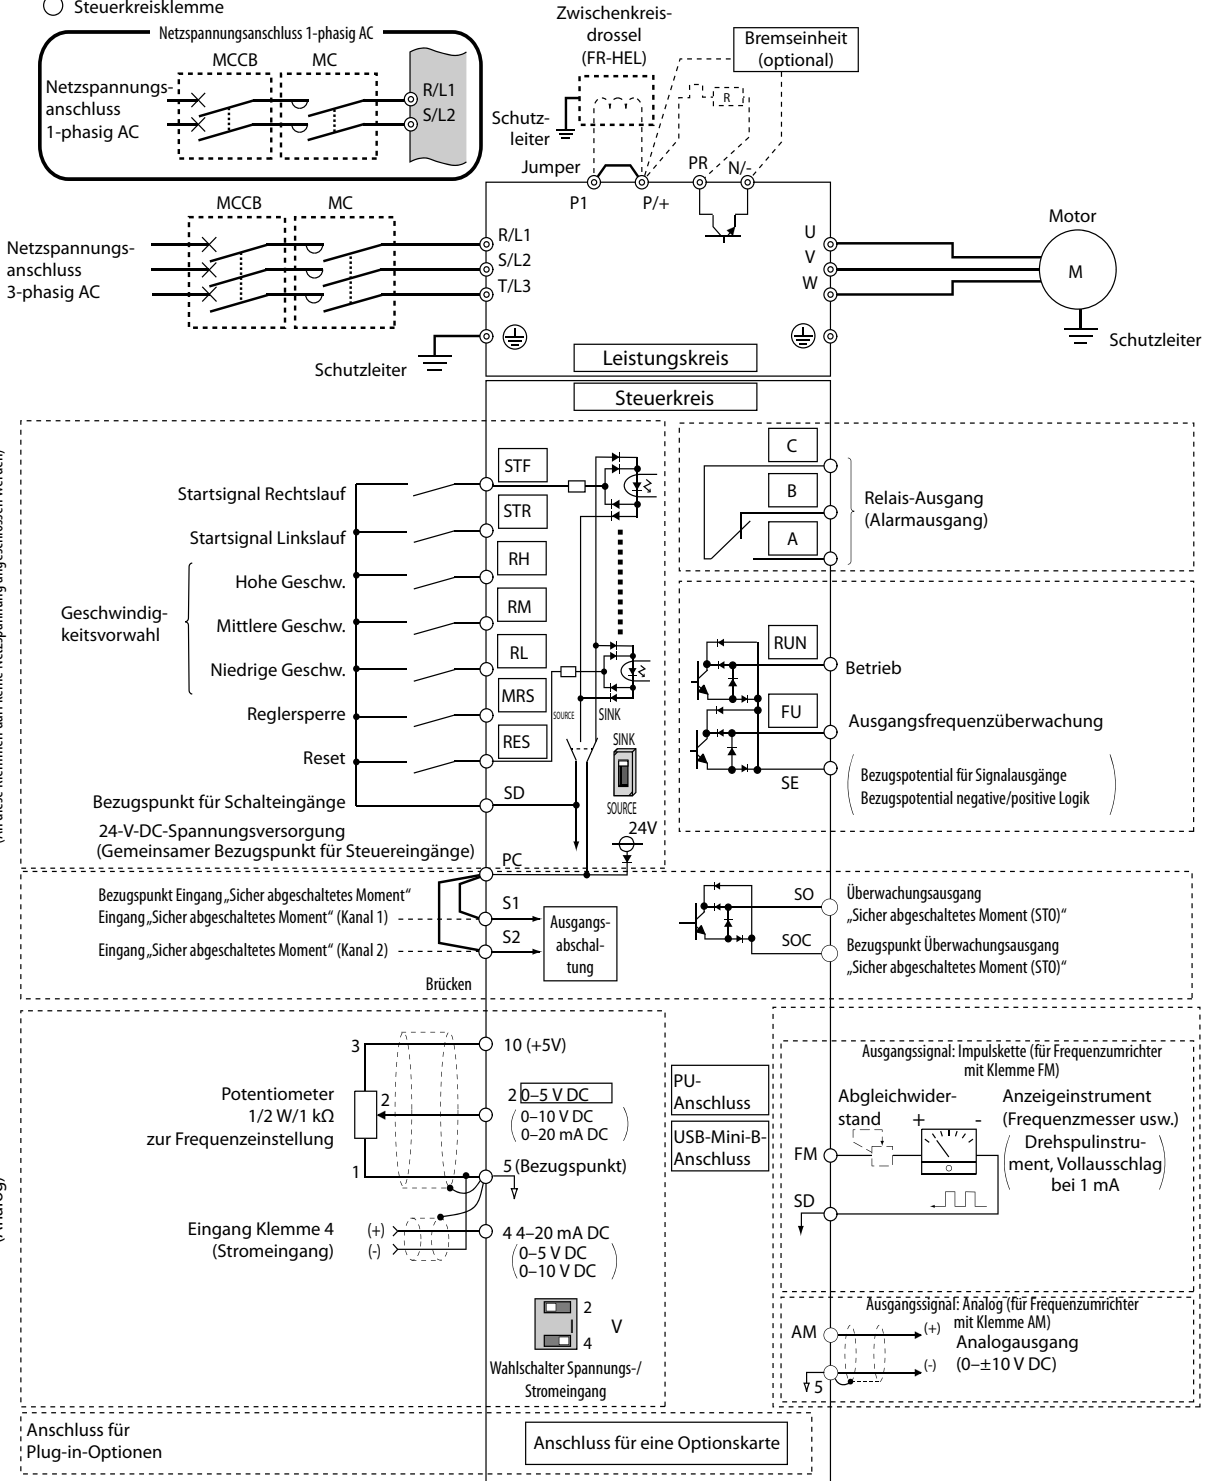 Steuerkreisklemme
Netzspannungsanschluss 1-phasig AC
MCCB
MC
Netzspannungs-
anschluss
1-phasig AC
R/L1
S/L2
Zwischenkreis-
drossel
(FR-HEL)
Bremseinheit
(optional)
R
Schutz-
leiter
Jumper
P1
P/+
PR
N/-
MCCB
MC
Netzspannungs-
anschluss
3-phasig AC
R/L1
S/L2
T/L3
U
V
W
Motor
M
Schutzleiter
Schutzleiter
Leistungskreis
Steuerkreis
Startsignal Rechtslauf
STF
Startsignal Linkslauf
STR
Geschwindig-
keitsvorwahl
Hohe Geschw.
RH
Mittlere Geschw.
RM
Niedrige Geschw.
RL
Reglersperre
MRS
Reset
RES
SOURCE
SINK
SINK
SOURCE
Bezugspunkt für Schalteingänge
SD
24-V-DC-Spannungsversorgung
(Gemeinsamer Bezugspunkt für Steuereingänge)
PC
24V
C
B
A
Relais-Ausgang
(Alarmausgang)
RUN
Betrieb
FU
Ausgangsfrequenzüberwachung
SE
Bezugspotential für Signalausgänge
Bezugspotential negative/positive Logik
Bezugspunkt Eingang „Sicher abgeschaltetes Moment“
Eingang „Sicher abgeschaltetes Moment“ (Kanal 1)
S1
Eingang „Sicher abgeschaltetes Moment“ (Kanal 2)
S2
Ausgangs-
abschal-
tung
Brücken
SO
Überwachungsausgang
„Sicher abgeschaltetes Moment (STO)“
SOC
Bezugspunkt Überwachungsausgang
„Sicher abgeschaltetes Moment (STO)“
3
10 (+5V)
Potentiometer
1/2 W/1 kΩ
zur Frequenzeinstellung
2
2 0–5 V DC
(0–10 V DC
0–20 mA DC)
1
5 (Bezugspunkt)
Eingang Klemme 4
(Stromeingang)
(+)
(-)
4 4–20 mA DC
(0–5 V DC
0–10 V DC)
2
4
V
Wahlschalter Spannungs-/
Stromeingang
PU-
Anschluss
USB-Mini-B-
Anschluss
Ausgangssignal: Impulskette (für Frequenzumrichter
mit Klemme FM)
Abgleichwider-
stand
+
-
Anzeigeinstrument
(Frequenzmesser usw.)
(Drehspulinstru-
ment, Vollausschlag
bei 1 mA)
FM
SD
Ausgangssignal: Analog (für Frequenzumrichter
mit Klemme AM)
AM
(+)
Analogausgang
(0–±10 V DC)
(-)
5
Anschluss für
Plug-in-Optionen
Anschluss für eine Optionskarte